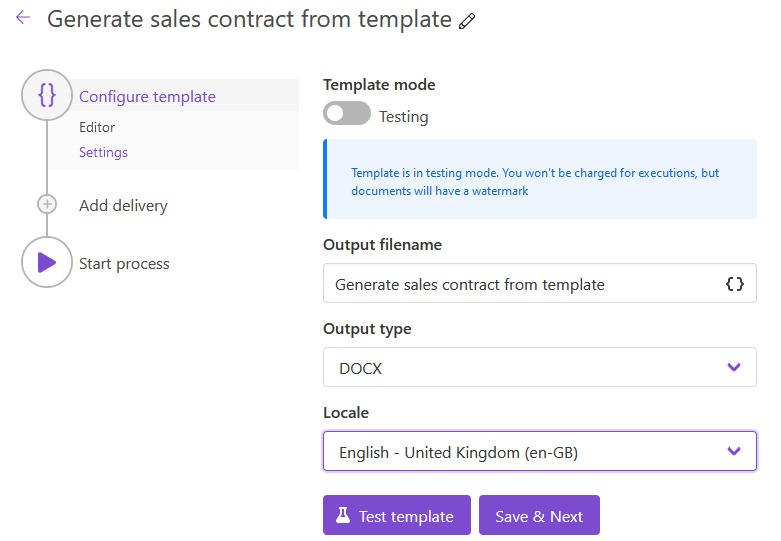 Generate sales contract from template
Configure template
Editor
Settings
Add delivery
Start process
Template mode
Testing
Template is in testing mode. You won't be charged for executions, but
documents will have a watermark
Output filename
Generate sales contract from template {}
Output type
DOCX
Locale
English - United Kingdom (en-GB)
Test template
Save & Next